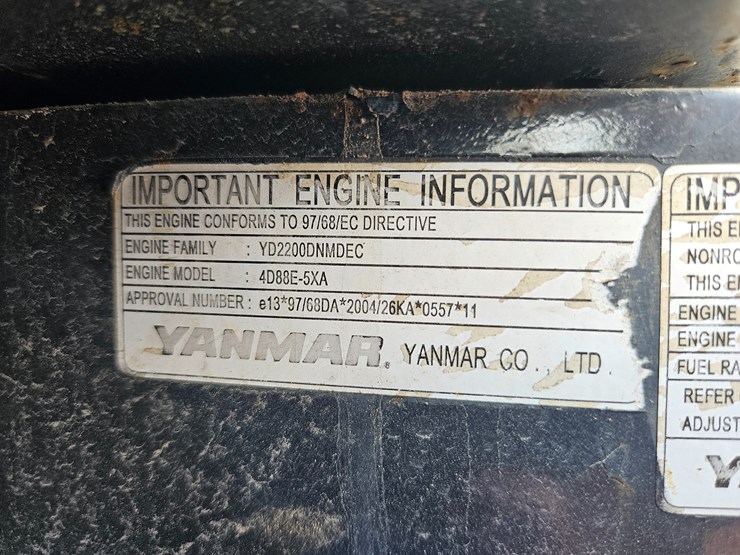 IMPORTANT ENGINE INFORMATION
THIS ENGINE CONFORMS TO 97/68/EC DIRECTIVE
ENGINE FAMILY : YD2200DNMDEC
ENGINE MODEL : 4D88E-5XA
APPROVAL NUMBER : e13*97/68DA*2004/26KA*0557*11
YANMAR® YANMAR CO., LTD.
IMP
THIS E
NONRO
THIS E
ENGINE
ENGINE
FUEL RA
REFER
ADJUST
Y